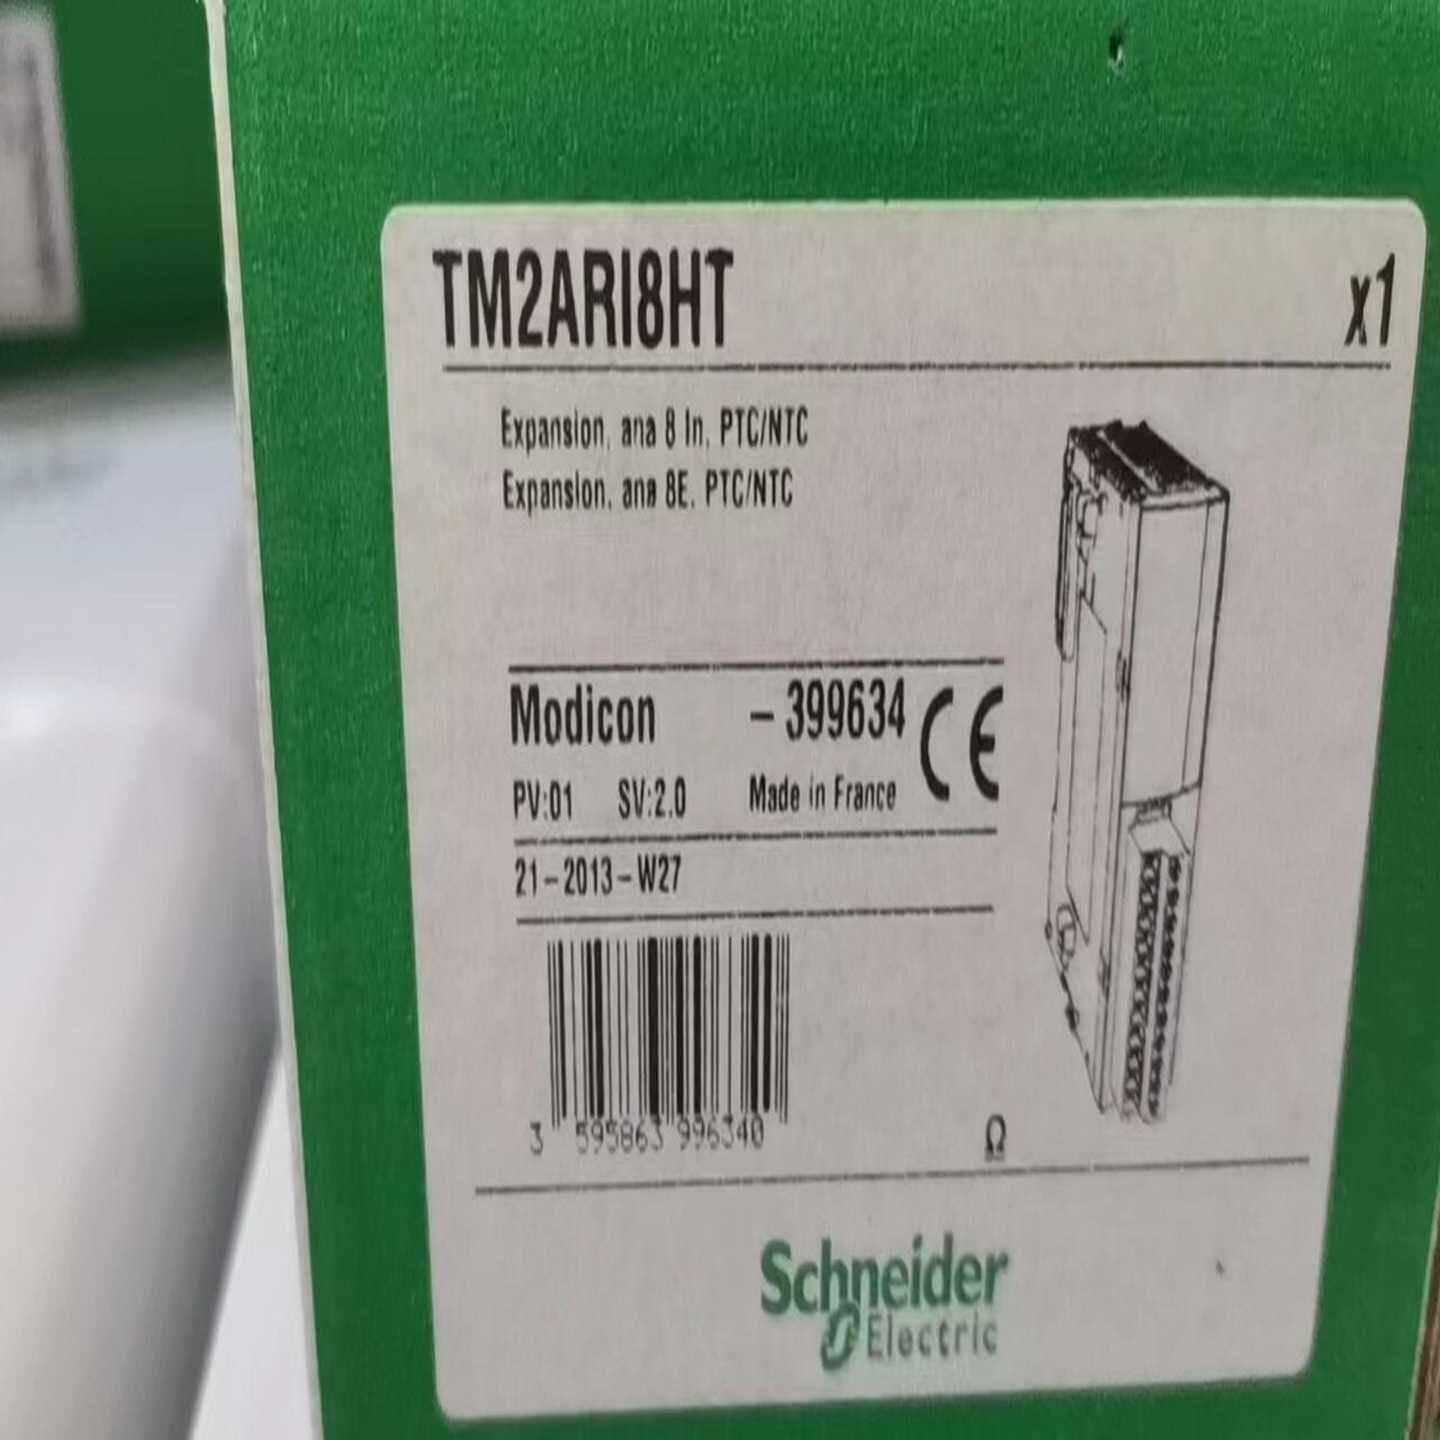 TM2ARI8HT x1
Expansion, ana 8 In, PTC/NTC
Expansion, ana 8E, PTC/NTC
Modicon - 399634 CE
PV:01 SV:2.0 Made in France
21-2013-W27
3 595863 996340
Ω
Schneider
Electric